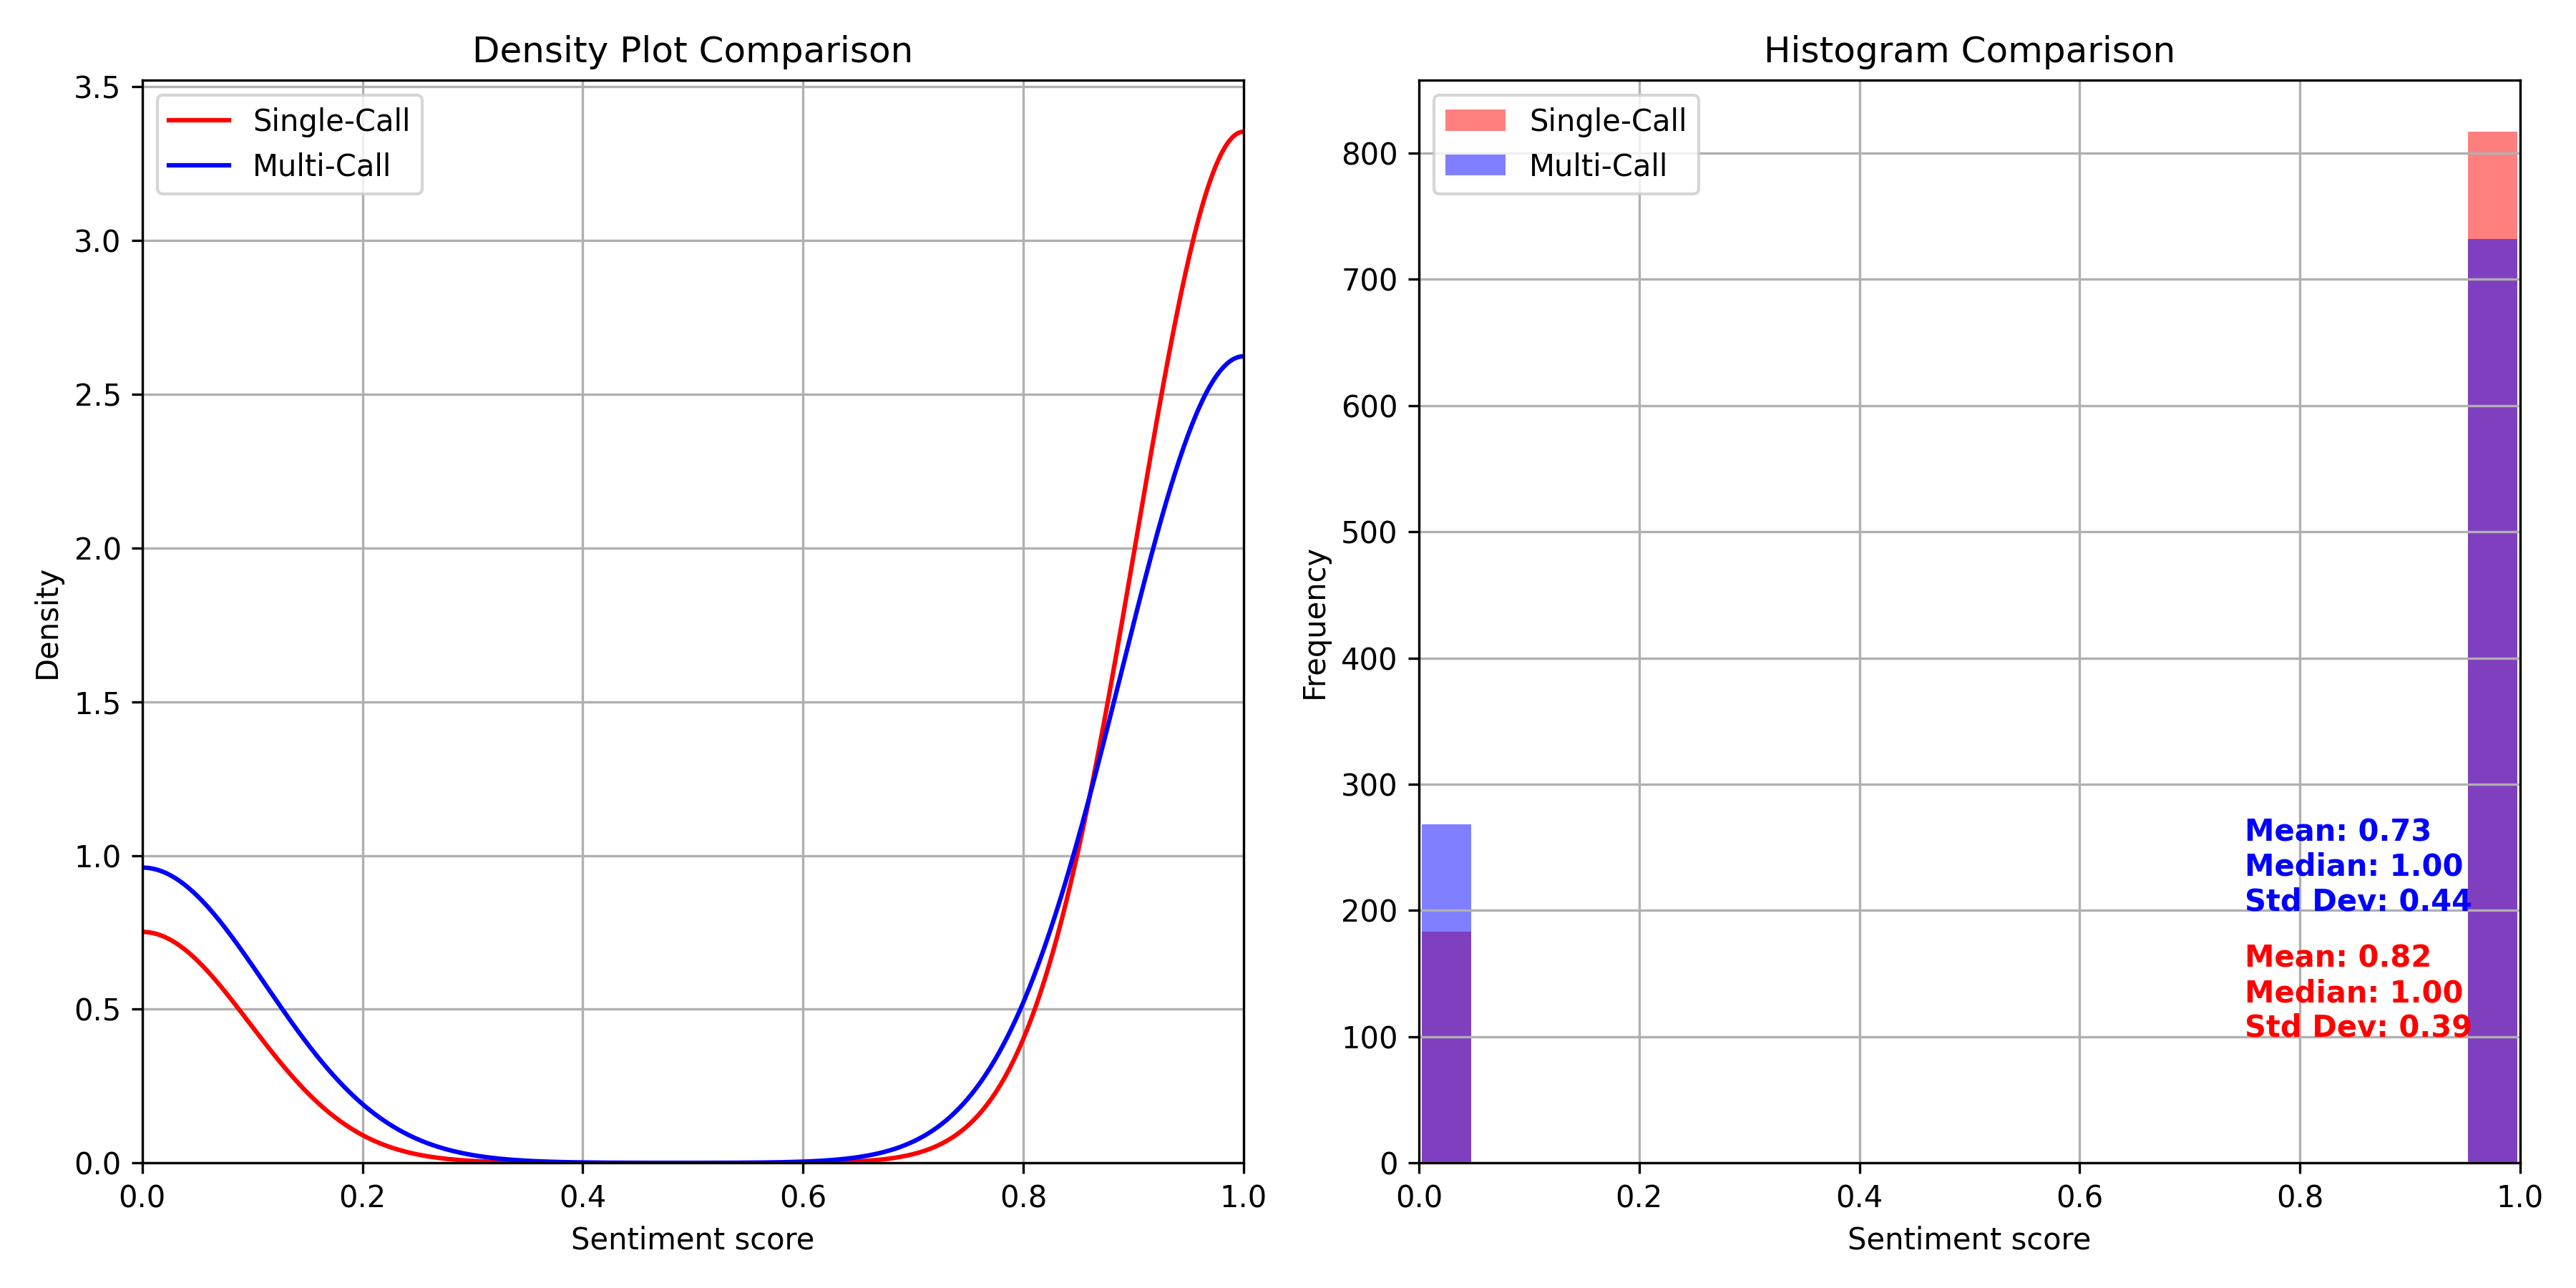 Density Plot Comparison
Single-Call
Multi-Call
3.5
3.0
2.5
2.0
1.5
1.0
0.5
0.0
Density
0.0 0.2 0.4 0.6 0.8 1.0
Sentiment score
Histogram Comparison
Single-Call
Multi-Call
800
700
600
500
400
300
200
100
0
Frequency
Mean: 0.73
Median: 1.00
Std Dev: 0.44
Mean: 0.82
Median: 1.00
Std Dev: 0.39
0.0 0.2 0.4 0.6 0.8 1.0
Sentiment score